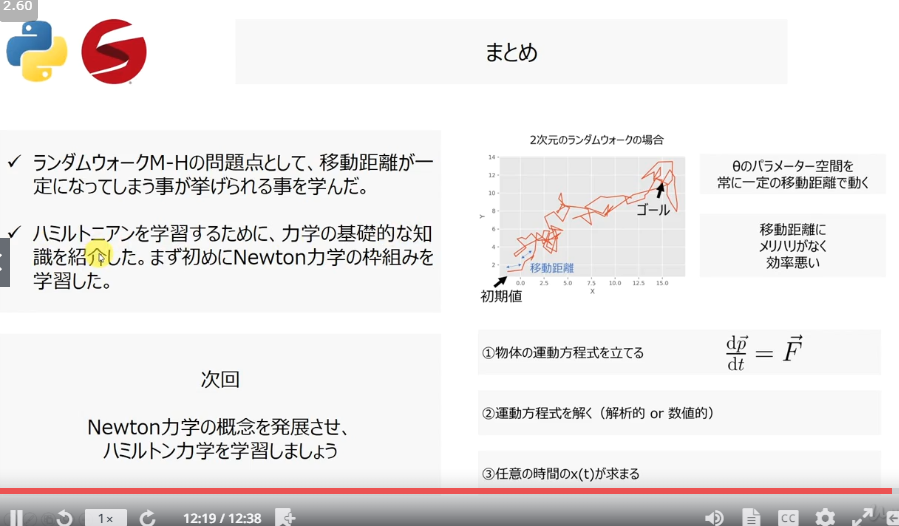 2.60
まとめ
✓ ランダムウォークM-Hの問題点として、移動距離が一
定になってしまう事が挙げられる事を学んだ。
✓ ハミルトニアンを学習するために、力学の基礎的な知
識を紹介した。まず初めにNewton力学の枠組みを
学習した。
次回
Newton力学の概念を発展させ、
ハミルトン力学を学習しましょう
2次元のランダムウォークの場合
14
12
10
8
6
4
2
Y
0.0 2.5 5.0 7.5 10.0 12.5 15.0
X
ゴール
移動距離
初期値
θのパラメーター空間を
常に一定の移動距離で動く
移動距離に
メリハリがなく
効率悪い
①物体の運動方程式を立てる
dp⃗/dt = F⃗
②運動方程式を解く（解析的 or 数値的）
③任意の時間のx(t)が求まる
1× 12:19 / 12:38 CC